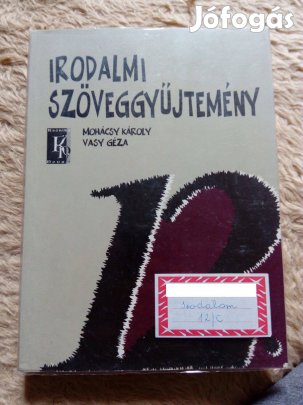 Jófogás
IRODALMI
SZÖVEGGYŰJTEMÉNY
MOHÁCSY KÁROLY
VASY GÉZA
12
Irodalom
12/C